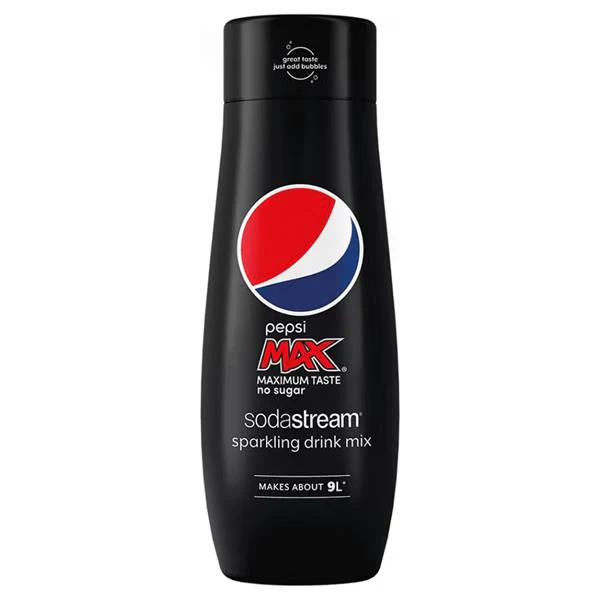 great taste
just add bubbles
pepsi
MAX®
MAXIMUM TASTE
no sugar
sodastream®
sparkling drink mix
MAKES ABOUT 9L*